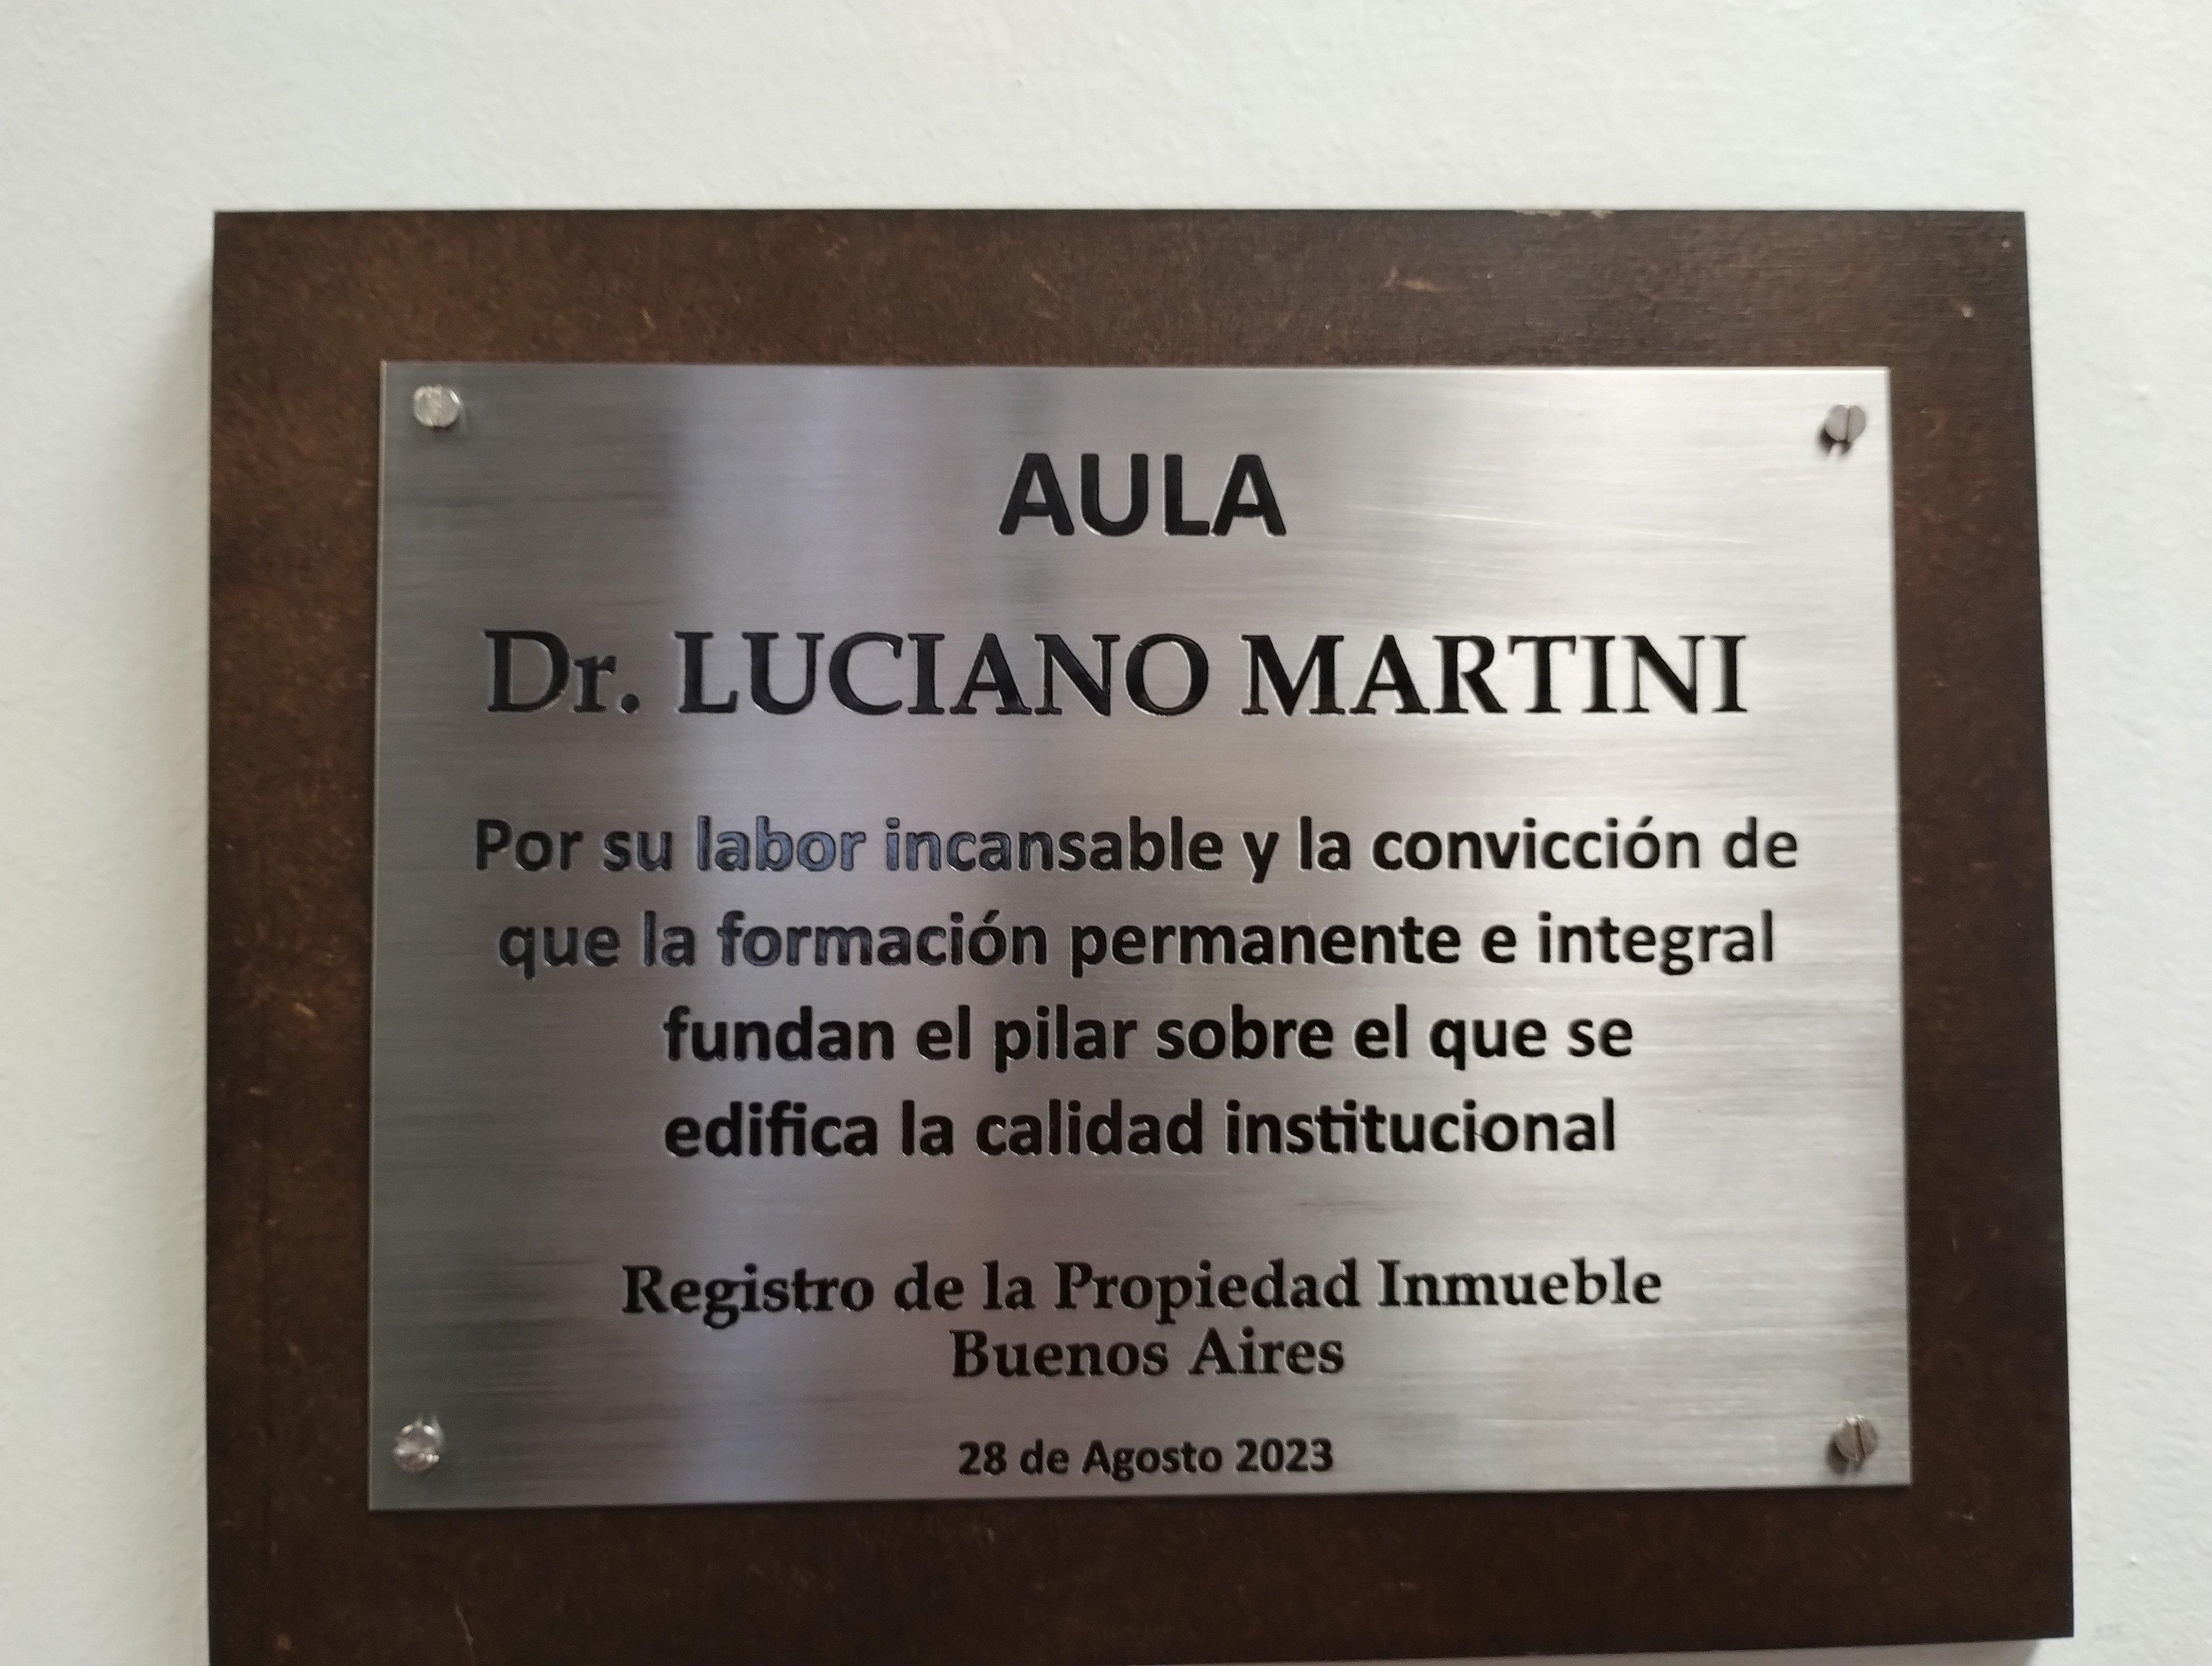 AULA
Dr. LUCIANO MARTINI
Por su labor incansable y la convicción de
que la formación permanente e integral
fundan el pilar sobre el que se
edifica la calidad institucional
Registro de la Propiedad Inmueble
Buenos Aires
28 de Agosto 2023